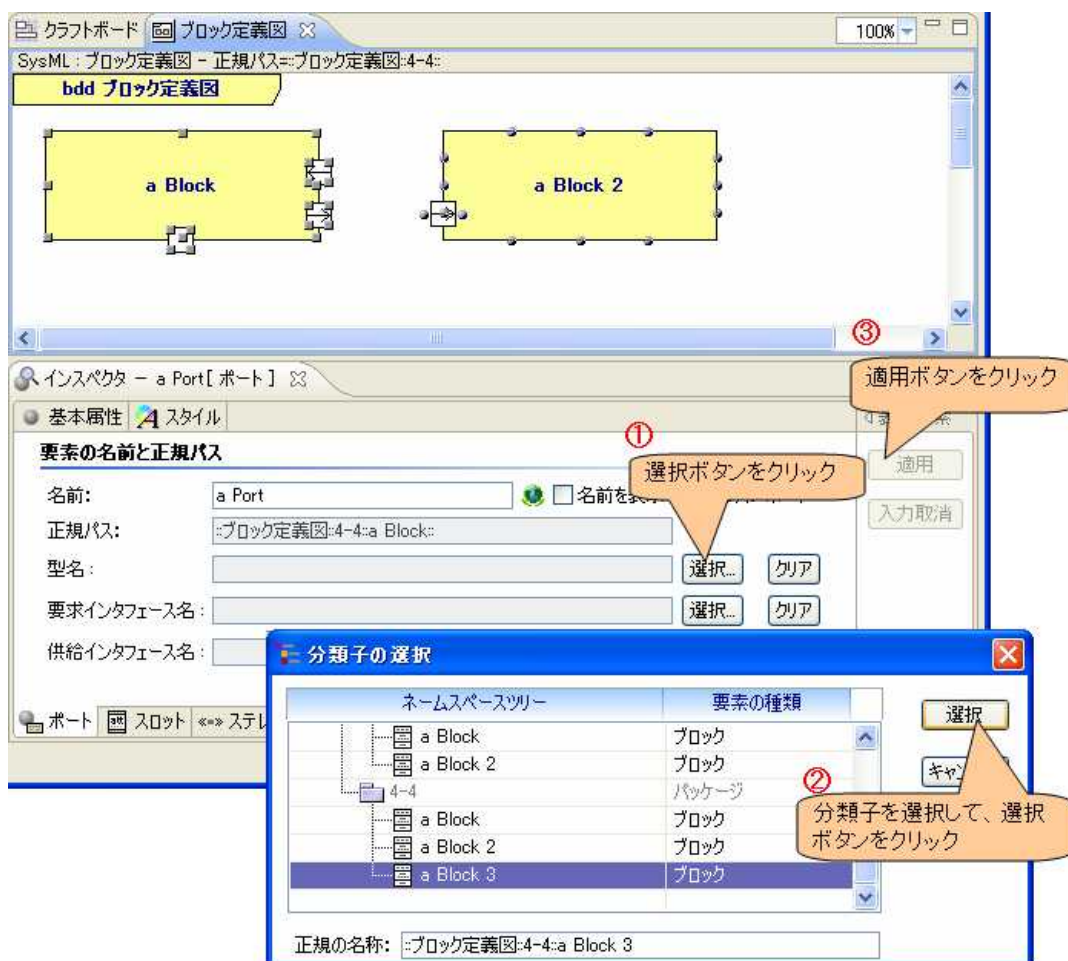 クラフトボード ブロック定義図 100%
SysML : ブロック定義図 - 正規パス=::ブロック定義図::4-4::
bdd ブロック定義図
a Block
a Block 2
③
インスペクタ - a Port[ ポート ]
適用ボタンをクリック
基本属性 スタイル
要素の名前と正規パス
①
選択ボタンをクリック
適用
名前: a Port
正規パス: ::ブロック定義図::4-4::a Block::
入力取消
型名 : 選択... クリア
要求インタフェース名 : 選択... クリア
供給インタフェース名 :
分類子の選択
ポート スロット «=»
ネームスペースツリー 要素の種類
選択
a Block ブロック
a Block 2 ブロック
4-4 パッケージ
②
分類子を選択して、選択
ボタンをクリック
a Block ブロック
a Block 2 ブロック
a Block 3 ブロック
正規の名称: ::ブロック定義図::4-4::a Block 3